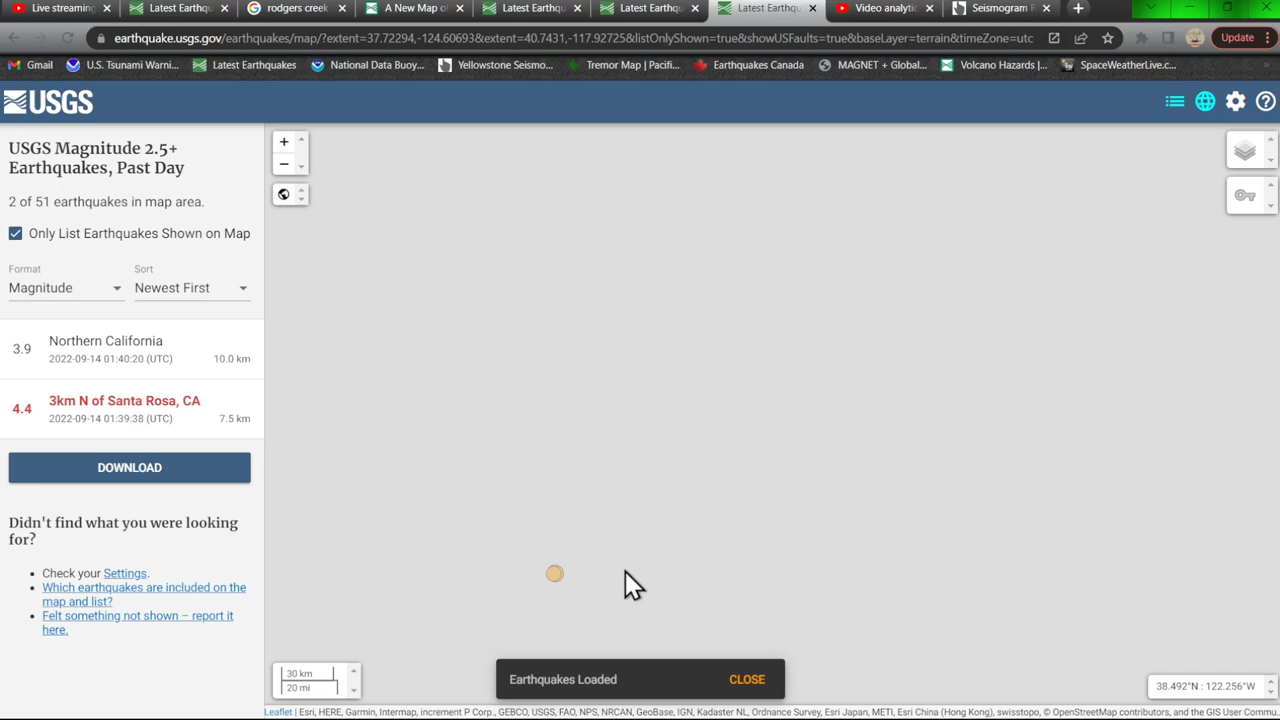 Live streaming
Latest Earthqu
rodgers creek
A New Map of
Latest Earthqu
Latest Earthqu
Latest Earthqu
Video analytic
Seismogram
earthquake.usgs.gov/earthquakes/map/?extent=37.72294,-124.60693&extent=40.7431,-117.92725&listOnlyShown=true&showUSFaults=true&baseLayer=terrain&timeZone=utc
Update
Gmail
U.S. Tsunami Warni...
Latest Earthquakes
National Data Buoy...
Yellowstone Seismo...
Tremor Map | Pacifi...
Earthquakes Canada
MAGNET + Global...
Volcano Hazards |...
SpaceWeatherLive.c...
USGS
USGS Magnitude 2.5+
Earthquakes, Past Day
2 of 51 earthquakes in map area.
Only List Earthquakes Shown on Map
Format
Sort
Magnitude
Newest First
3.9
Northern California
2022-09-14 01:40:20 (UTC)
10.0 km
4.4
3km N of Santa Rosa, CA
2022-09-14 01:39:38 (UTC)
7.5 km
DOWNLOAD
Didn't find what you were looking
for?
Check your Settings.
Which earthquakes are included on the
map and list?
Felt something not shown – report it
here.
+
−
30 km
20 mi
Earthquakes Loaded
CLOSE
38.492°N : 122.256°W
Leaflet | Esri, HERE, Garmin, Intermap, increment P Corp., GEBCO, USGS, FAO, NPS, NRCAN, GeoBase, IGN, Kadaster NL, Ordnance Survey, Esri Japan, METI, Esri China (Hong Kong), swisstopo, © OpenStreetMap contributors, and the GIS User Commu